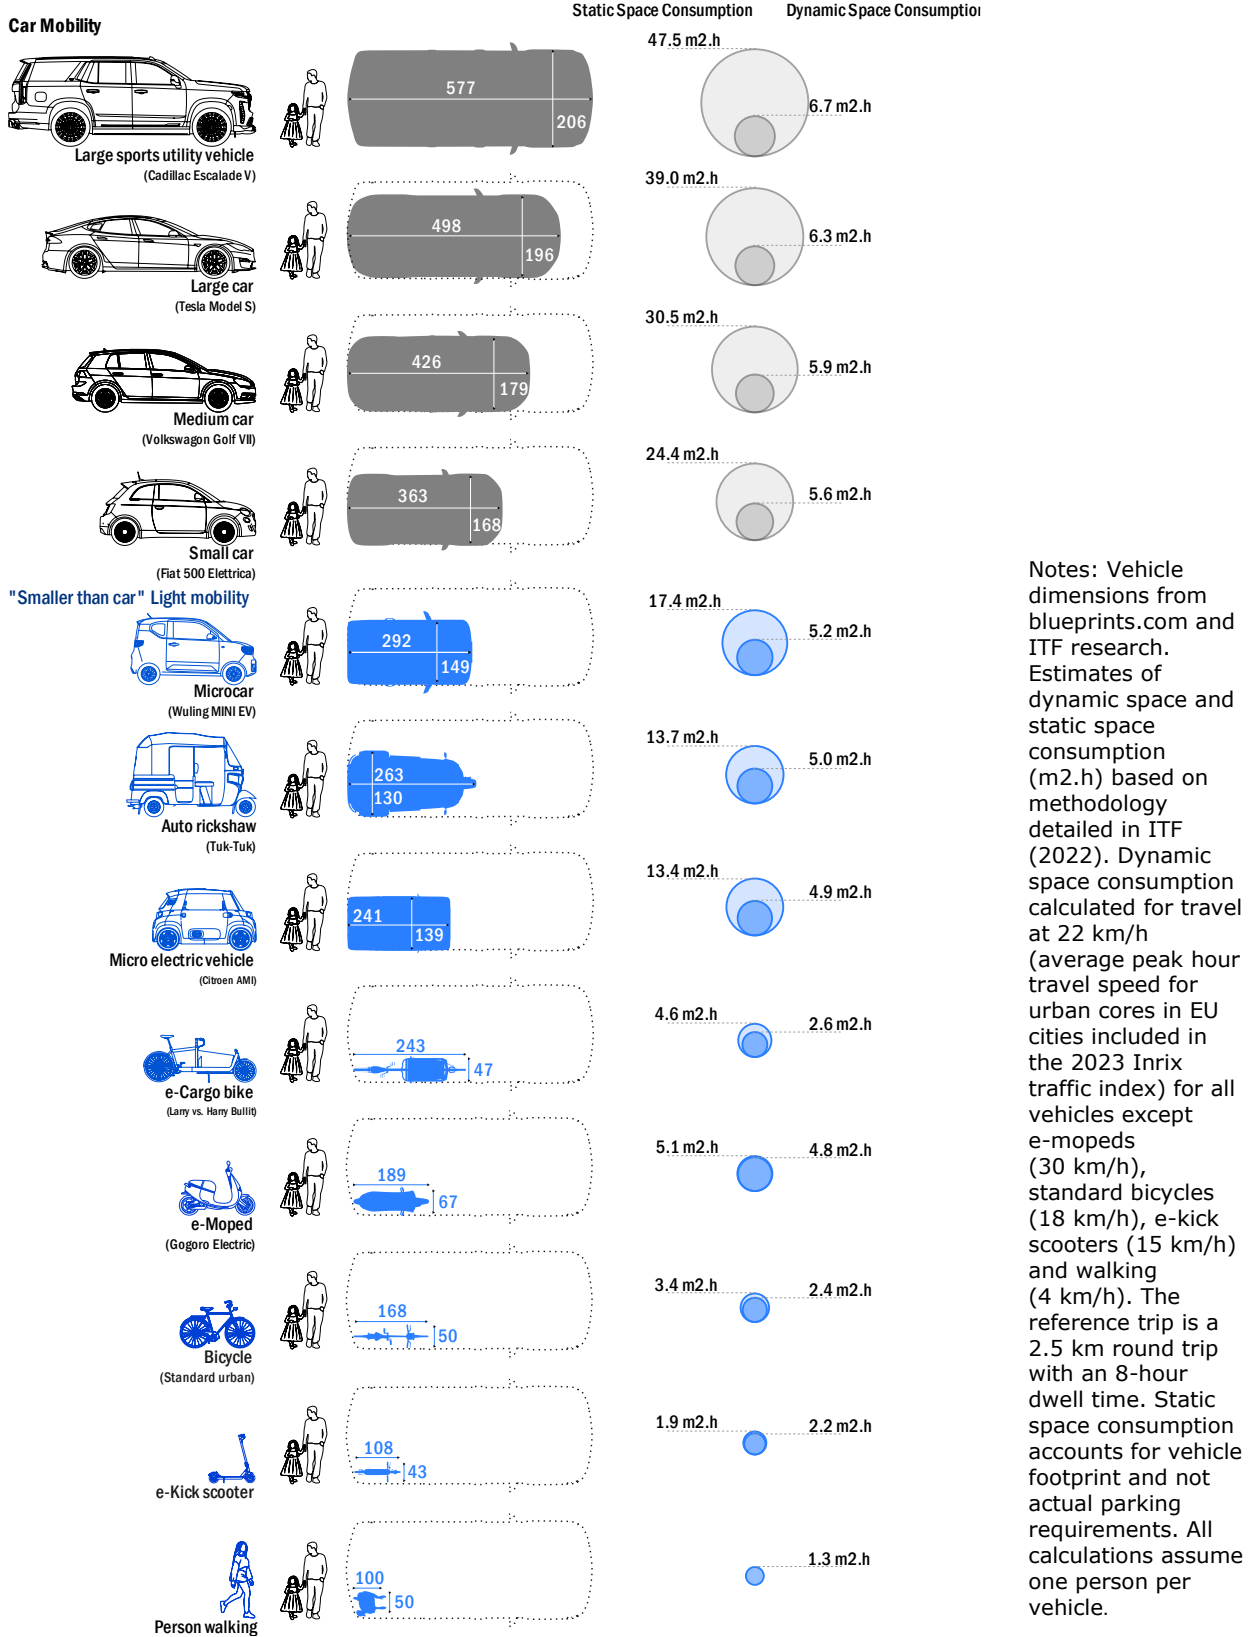 Static Space Consumption
Dynamic Space Consumption
Car Mobility
47.5 m2.h
577
206
6.7 m2.h
Large sports utility vehicle
(Cadillac Escalade V)
39.0 m2.h
498
196
6.3 m2.h
Large car
(Tesla Model S)
30.5 m2.h
426
179
5.9 m2.h
Medium car
(Volkswagon Golf VII)
24.4 m2.h
363
168
5.6 m2.h
Small car
(Fiat 500 Elettrica)
"Smaller than car" Light mobility
17.4 m2.h
292
149
5.2 m2.h
Microcar
(Wuling MINI EV)
13.7 m2.h
263
130
5.0 m2.h
Auto rickshaw
(Tuk-Tuk)
13.4 m2.h
241
139
4.9 m2.h
Micro electric vehicle
(Citroen AMI)
4.6 m2.h
243
47
2.6 m2.h
e-Cargo bike
(Larry vs. Harry Bullit)
5.1 m2.h
189
67
4.8 m2.h
e-Moped
(Gogoro Electric)
3.4 m2.h
168
50
2.4 m2.h
Bicycle
(Standard urban)
1.9 m2.h
108
43
2.2 m2.h
e-Kick scooter
100
50
1.3 m2.h
Person walking
Notes: Vehicle
dimensions from
blueprints.com and
ITF research.
Estimates of
dynamic space and
static space
consumption
(m2.h) based on
methodology
detailed in ITF
(2022). Dynamic
space consumption
calculated for travel
at 22 km/h
(average peak hour
travel speed for
urban cores in EU
cities included in
the 2023 Inrix
traffic index) for all
vehicles except
e-mopeds
(30 km/h),
standard bicycles
(18 km/h), e-kick
scooters (15 km/h)
and walking
(4 km/h). The
reference trip is a
2.5 km round trip
with an 8-hour
dwell time. Static
space consumption
accounts for vehicle
footprint and not
actual parking
requirements. All
calculations assume
one person per
vehicle.